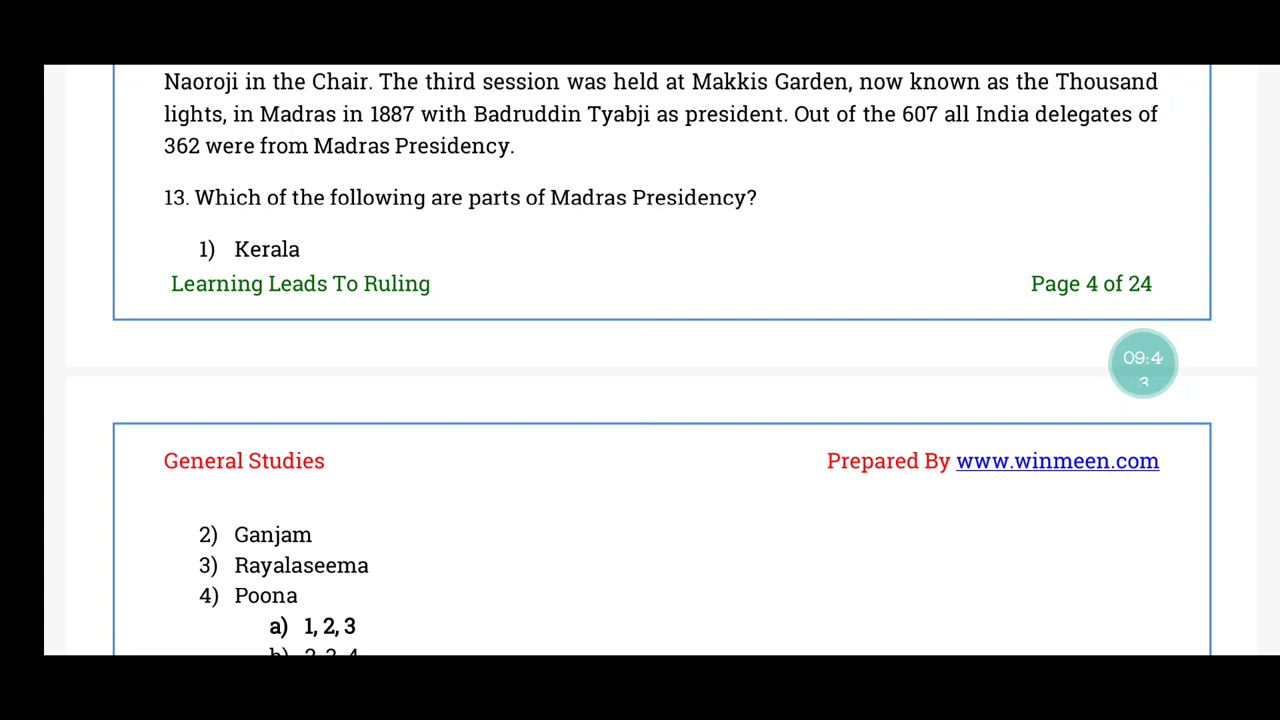 Naoroji in the Chair. The third session was held at Makkis Garden, now known as the Thousand
lights, in Madras in 1887 with Badruddin Tyabji as president. Out of the 607 all India delegates of
362 were from Madras Presidency.
13. Which of the following are parts of Madras Presidency?
1) Kerala
Learning Leads To Ruling Page 4 of 24
09:4
3
General Studies Prepared By www.winmeen.com
2) Ganjam
3) Rayalaseema
4) Poona
a) 1, 2, 3